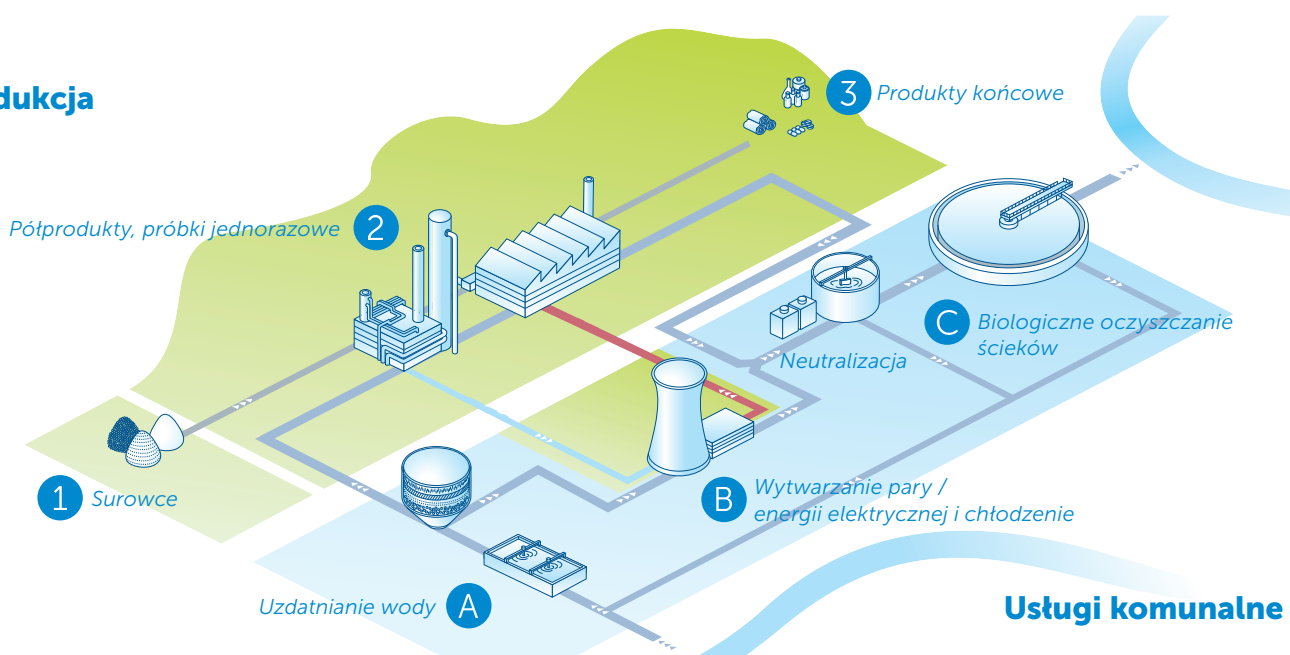 dukcja
3 Produkty końcowe
Półprodukty, próbki jednorazowe 2
C Biologiczne oczyszczanie
ścieków
Neutralizacja
1 Surowce
B Wytwarzanie pary /
energii elektrycznej i chłodzenie
Uzdatnianie wody A
Usługi komunalne